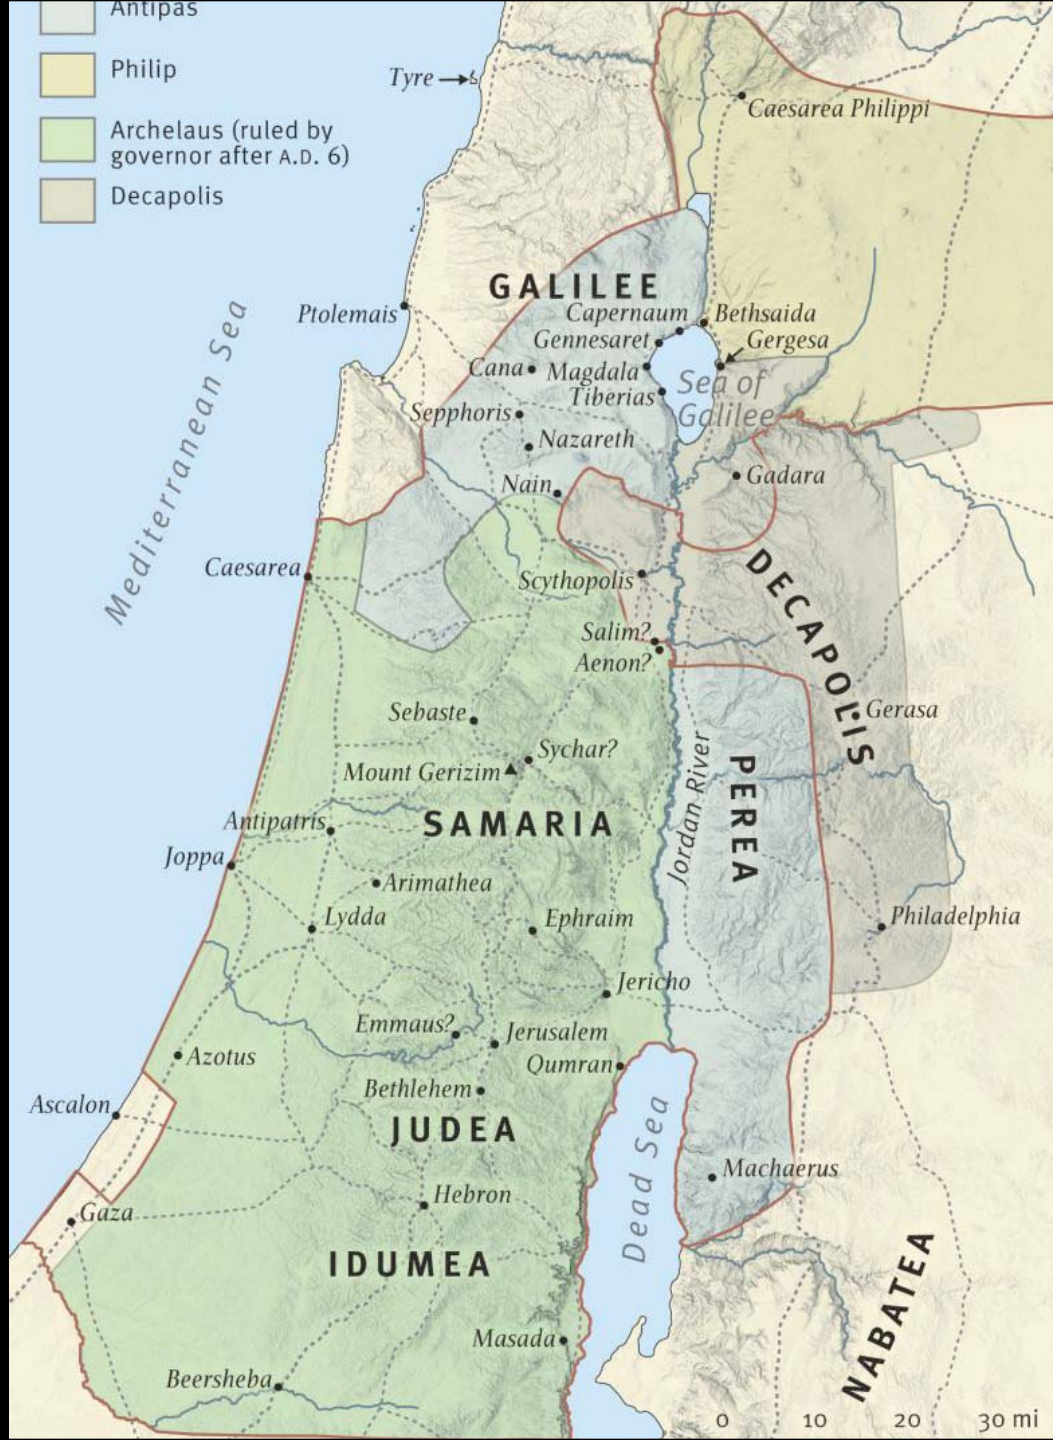 Antipas
Philip
Archelaus (ruled by
governor after A.D. 6)
Decapolis
Tyre
Caesarea Philippi
GALILEE
Ptolemais
Capernaum
Bethsaida
Gennesaret
Gergesa
Cana
Magdala
Sea of
Galilee
Tiberias
Sepphoris
Nazareth
Mediterranean Sea
Nain
Gadara
Caesarea
Scythopolis
DECAPOLIS
Salim?
Aenon?
Sebaste
Gerasa
Sychar?
Mount Gerizim
Jordan River
PEREA
SAMARIA
Antipatris
Joppa
Arimathea
Lydda
Ephraim
Philadelphia
Jericho
Emmaus?
Jerusalem
Azotus
Qumran
Bethlehem
Ascalon
JUDEA
Dead Sea
Machaerus
Hebron
Gaza
IDUMEA
NABATEA
Masada
Beersheba
0 10 20 30 mi